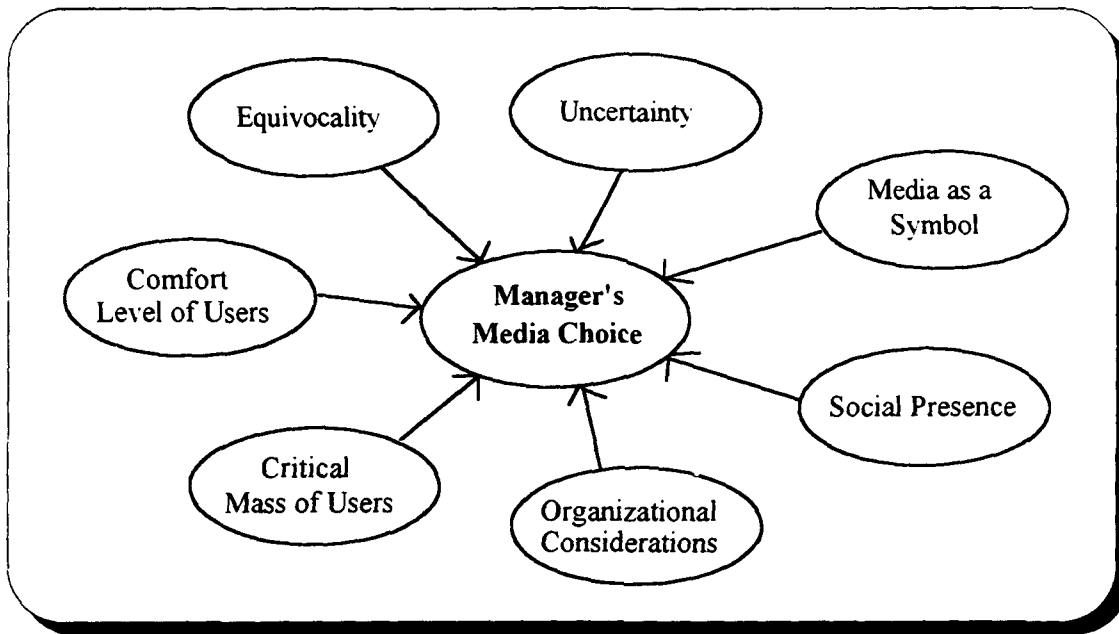 Equivocality
Uncertainty
Media as a
Symbol
Comfort
Level of Users
Manager's
Media Choice
Social Presence
Critical
Mass of Users
Organizational
Considerations